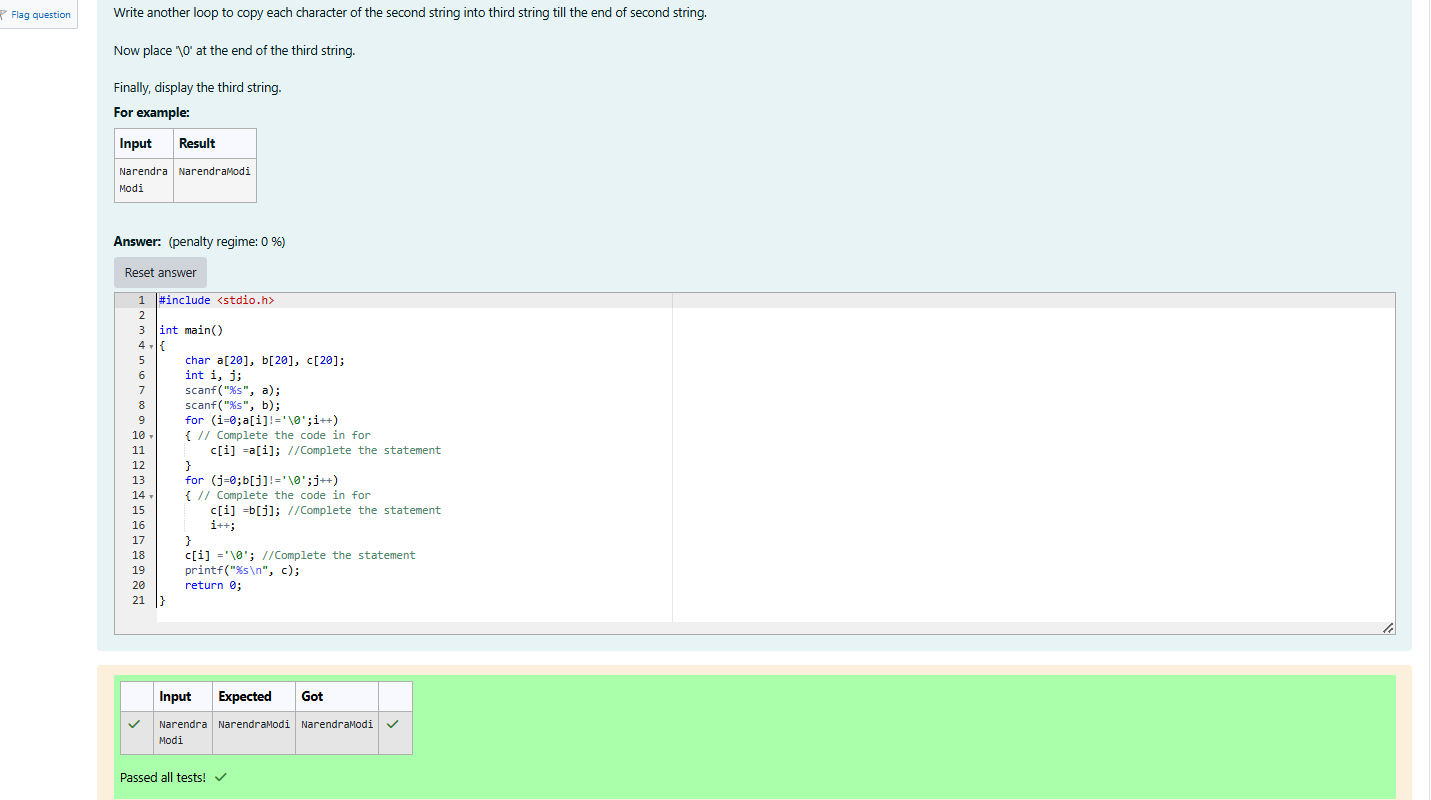 Flag question
Write another loop to copy each character of the second string into third string till the end of second string.
Now place '\0' at the end of the third string.
Finally, display the third string.
For example:
Input Result
Narendra NarendraModi
Modi
Answer: (penalty regime: 0 %)
Reset answer
1 #include <stdio.h>
2
3 int main()
4 {
5 char a[20], b[20], c[20];
6 int i, j;
7 scanf("%s", a);
8 scanf("%s", b);
9 for (i=0;a[i]!='\0';i++)
10 { // Complete the code in for
11 c[i] =a[i]; //Complete the statement
12 }
13 for (j=0;b[j]!='\0';j++)
14 { // Complete the code in for
15 c[i] =b[j]; //Complete the statement
16 i++;
17 }
18 c[i] ='\0'; //Complete the statement
19 printf("%s\n", c);
20 return 0;
21 }
Input Expected Got
Narendra NarendraModi NarendraModi
Modi
Passed all tests!